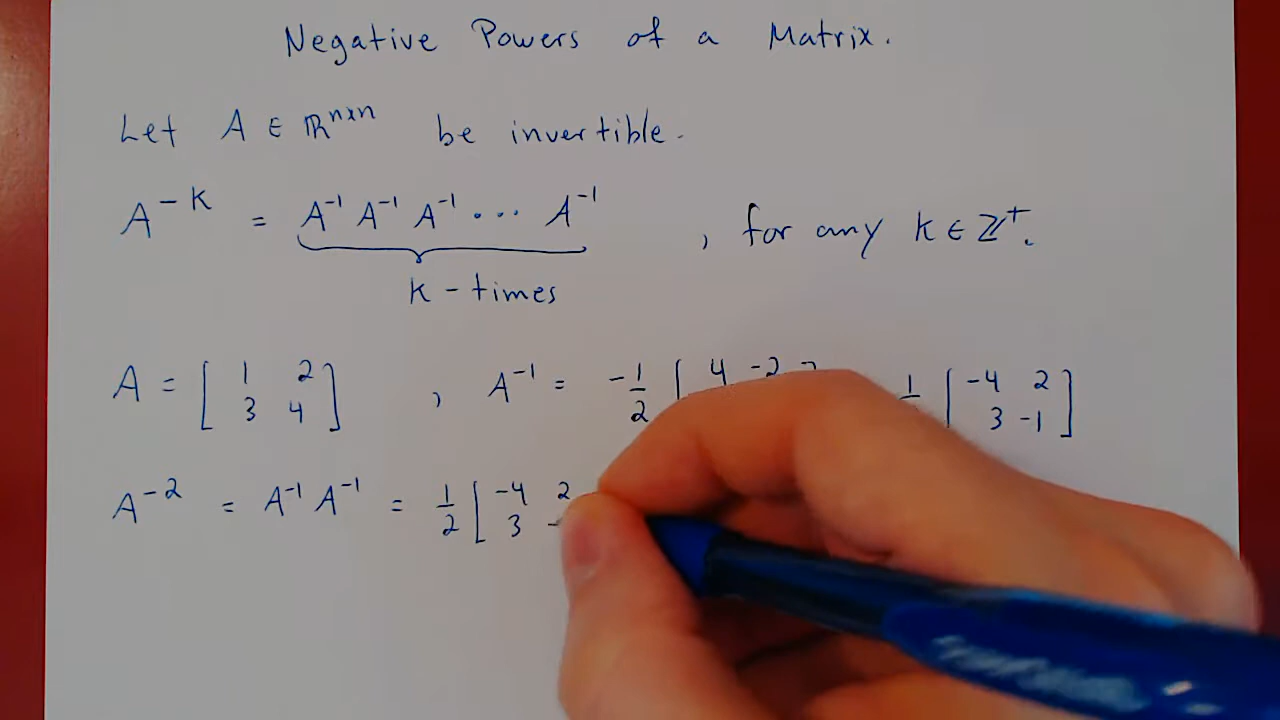 Negative Powers of a Matrix.
Let A ∈ ℝⁿˣⁿ be invertible.
A⁻ᵏ = A⁻¹ A⁻¹ A⁻¹ ··· A⁻¹ , for any k ∈ ℤ⁺.
k - times
A = [ 1 2 3 4 ] , A⁻¹ = -1/2 [ 4 -2 1 [ -4 2 3 -1 ]
A⁻² = A⁻¹ A⁻¹ = 1/2 [ -4 2 3